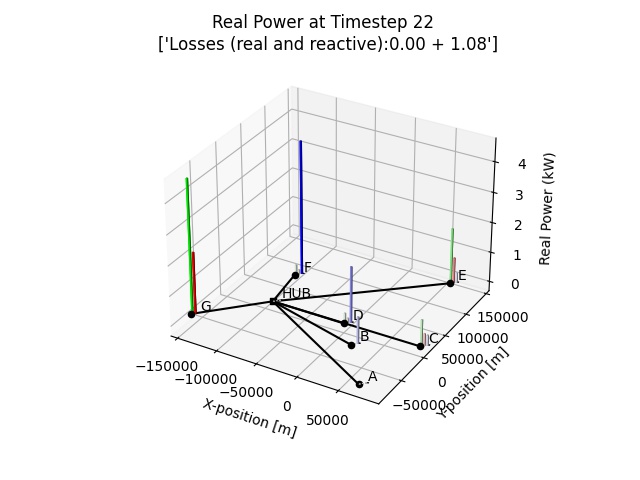 Real Power at Timestep 22
['Losses (real and reactive):0.00 + 1.08']
4
3
2
1
0
Real Power (kW)
F
E
HUB
G
D
B
C
A
−150000
−100000
−50000
0
50000
X-position [m]
150000
100000
50000
0
−50000
Y-position [m]